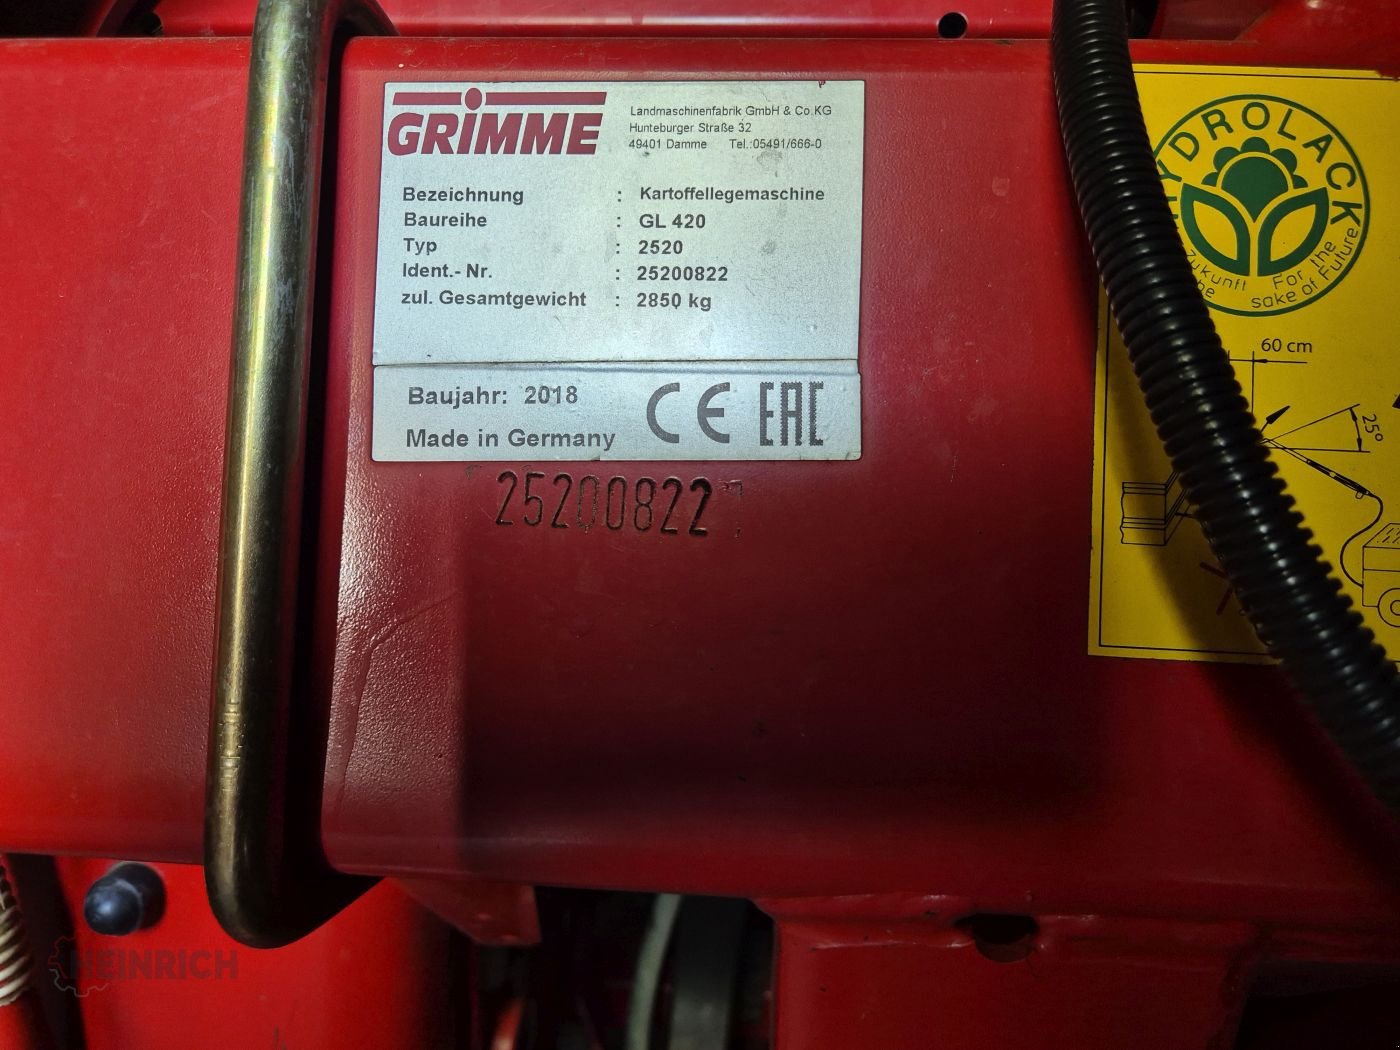 GRIMME
Landmaschinenfabrik GmbH & Co.KG
Hunteburger Straße 32
49401 Damme Tel.:05491/666-0
Bezeichnung : Kartoffellegemaschine
Baureihe : GL 420
Typ : 2520
Ident.- Nr. : 25200822
zul. Gesamtgewicht : 2850 kg
Baujahr: 2018
Made in Germany
CE EAC
25200822
HYDROLACK
Zukunft
For the
sake of Future
60 cm
25°
HEINRICH